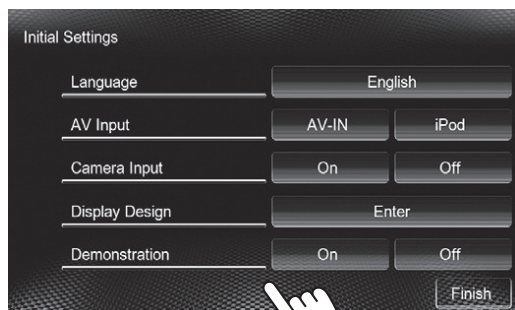 Initial Settings
Language English
AV Input AV-IN iPod
Camera Input On Off
Display Design Enter
Demonstration On Off
Finish